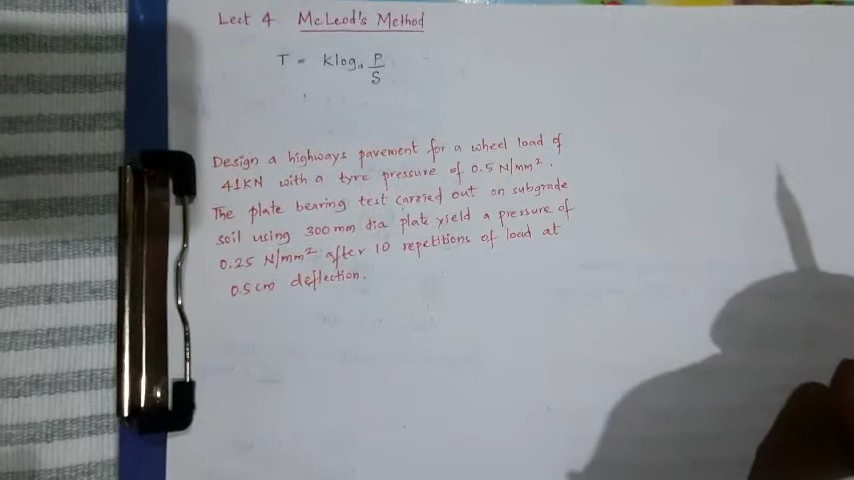 Lect 4 McLeod's Method
T = K log₁₀ P/S
Design a highways pavement for a wheel load of
41KN with a tyre pressure of 0.5 N/mm².
The plate bearing test carried out on subgrade
soil using 300mm dia plate yield a pressure of
0.25 N/mm² after 10 repetitions of load at
0.5cm deflection.